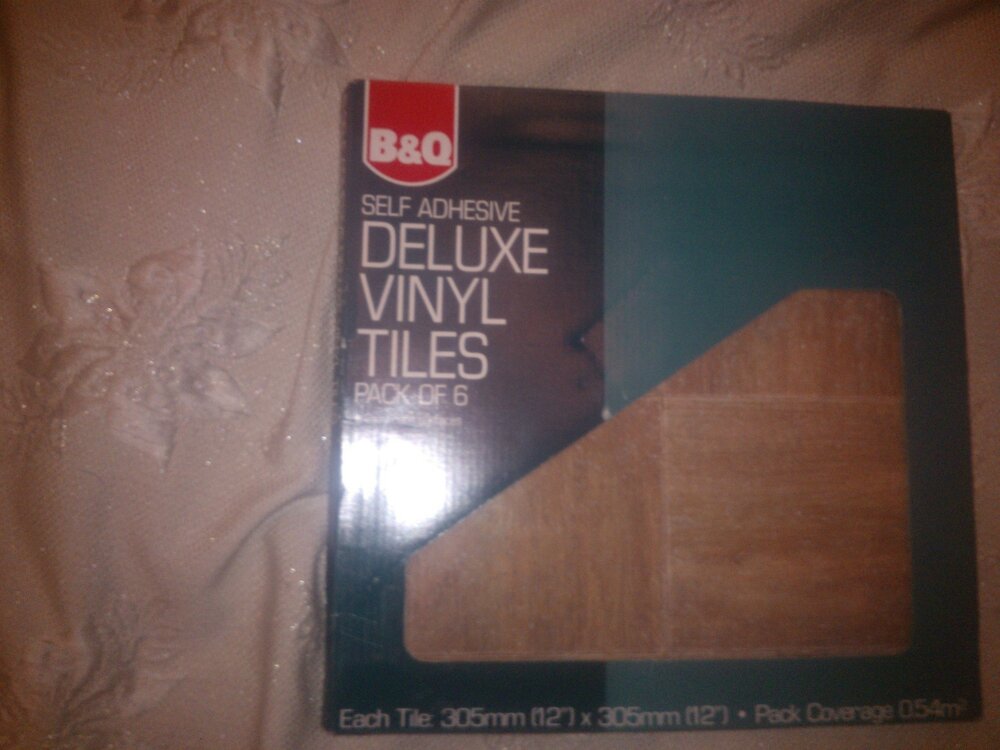 B&Q
SELF ADHESIVE
DELUXE
VINYL
TILES
PACK OF 6
Each Tile: 305mm (12") x 305mm (12") • Pack Coverage 0.54m²